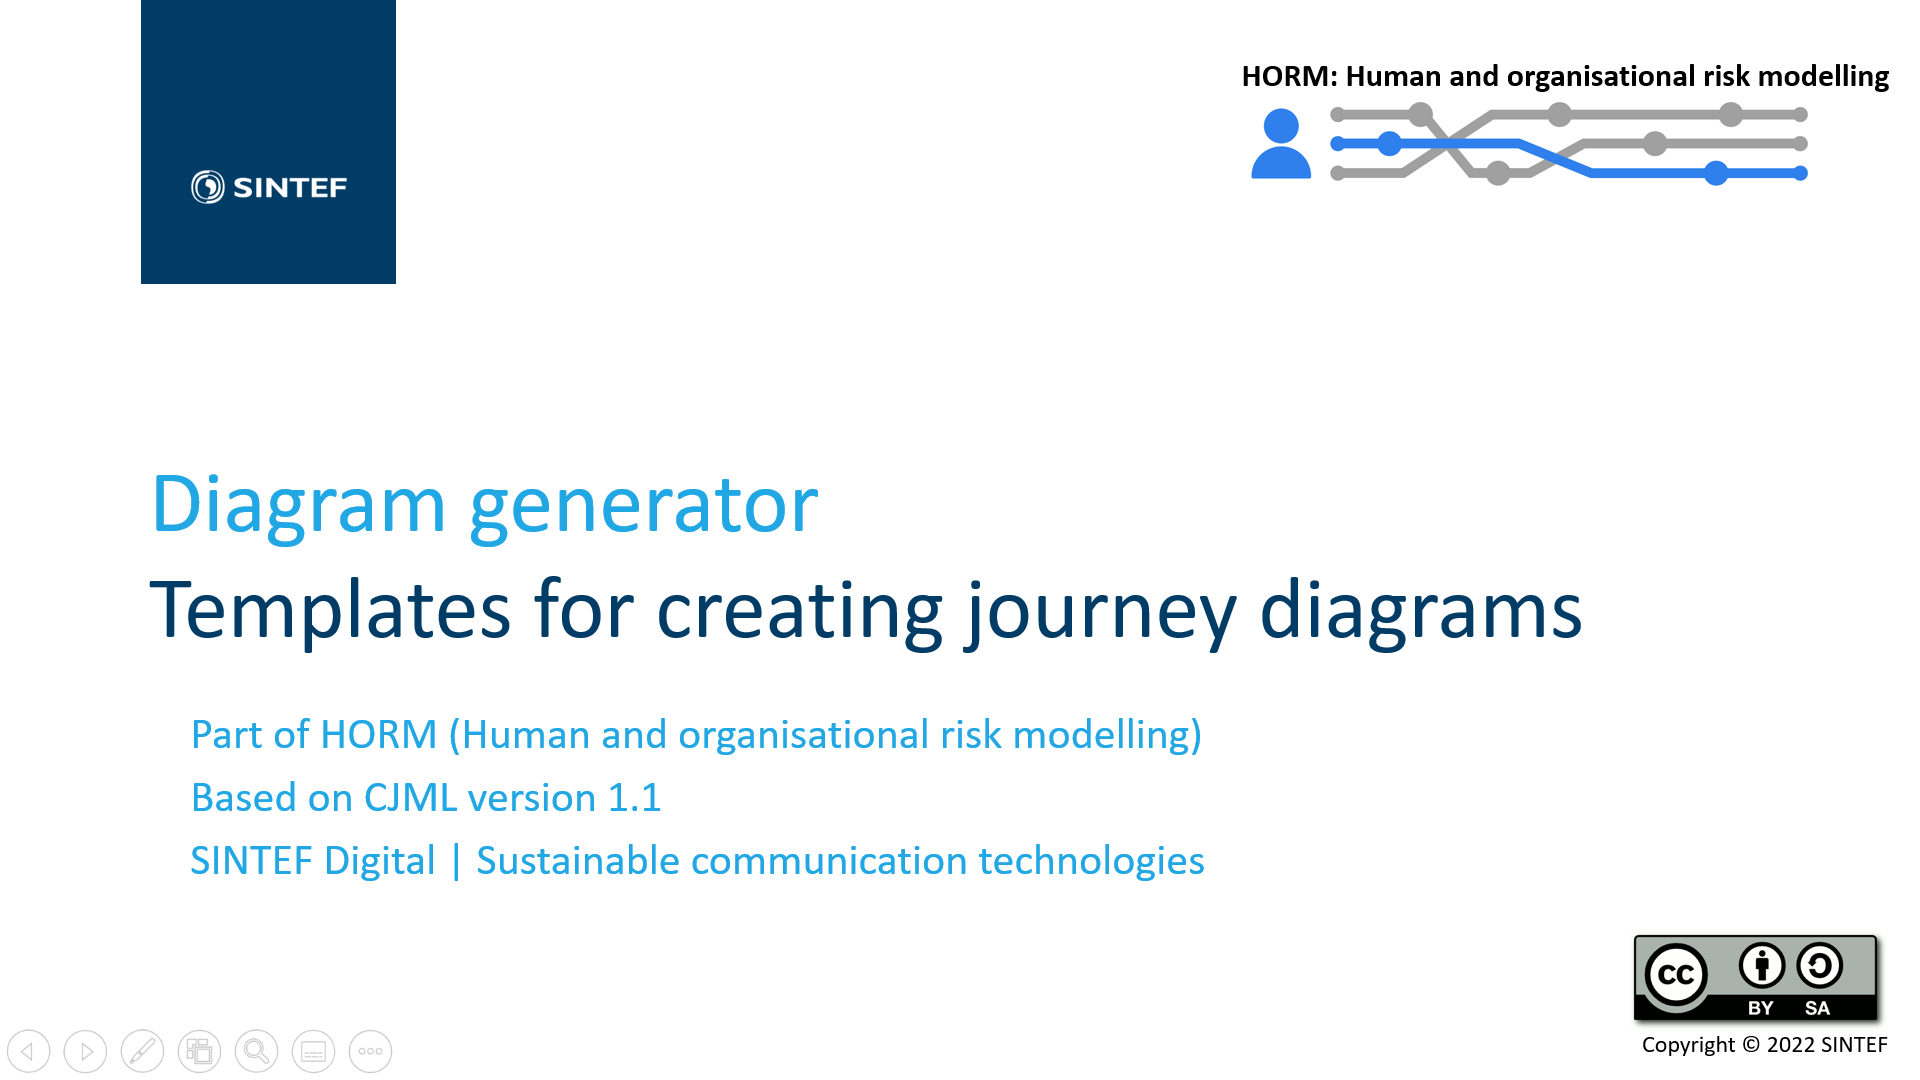 SINTEF
HORM: Human and organisational risk modelling
Diagram generator
Templates for creating journey diagrams
Part of HORM (Human and organisational risk modelling)
Based on CJML version 1.1
SINTEF Digital | Sustainable communication technologies
cc
BY SA
Copyright © 2022 SINTEF